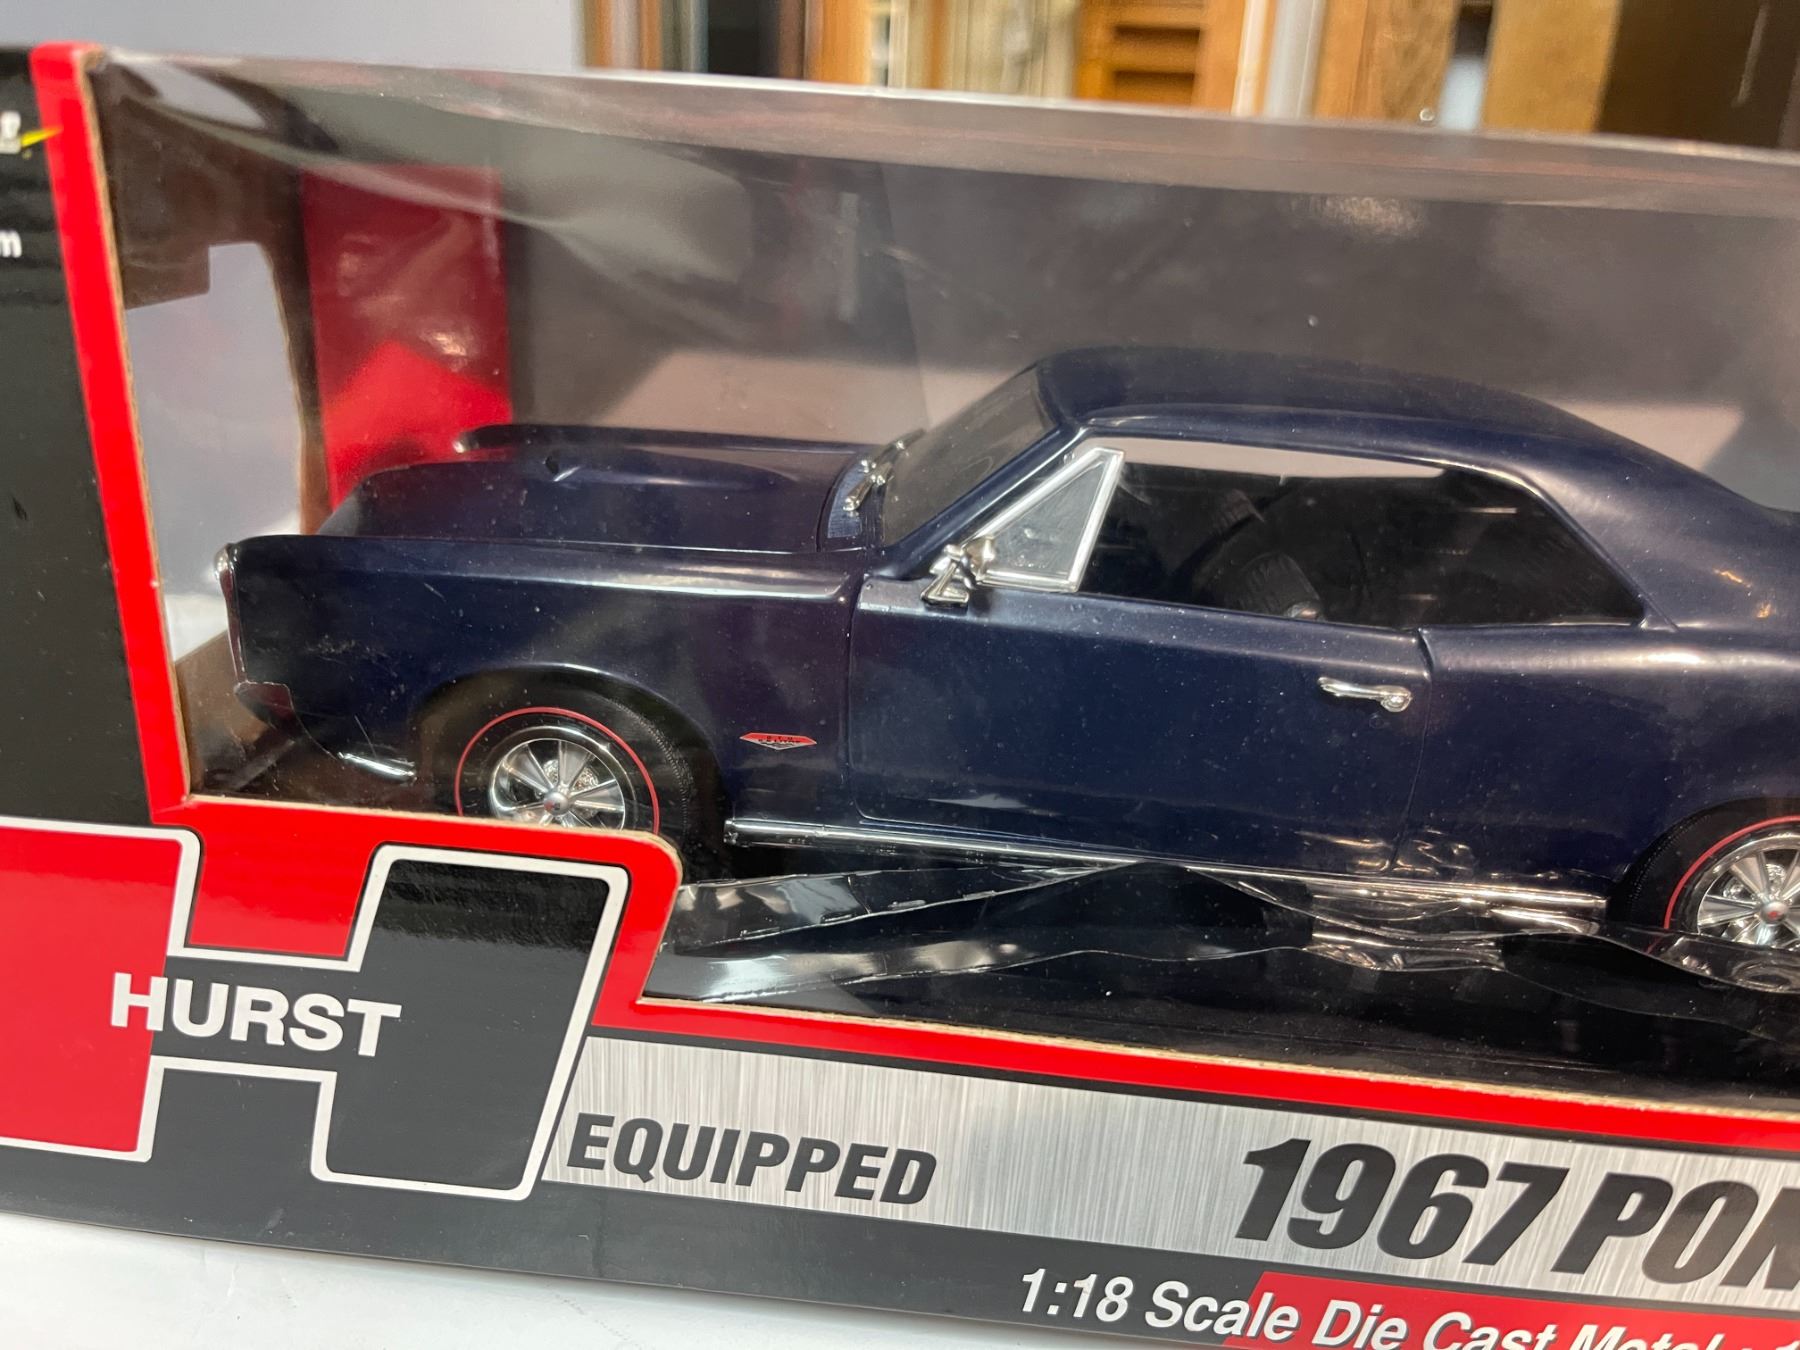 m
HURST
EQUIPPED
1967 PON
1:18 Scale Die Cast Metal